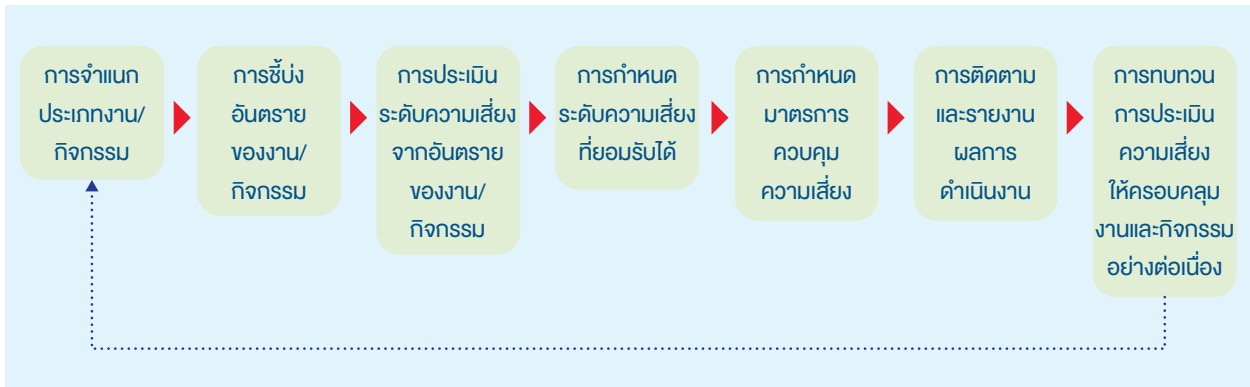 การจำแนก
ประเภทงาน/
กิจกรรม
การชี้บ่ง
อันตราย
ของงาน/
กิจกรรม
การประเมิน
ระดับความเสี่ยง
จากอันตราย
ของงาน/
กิจกรรม
การกำหนด
ระดับความเสี่ยง
ที่ยอมรับได้
การกำหนด
มาตรการ
ควบคุม
ความเสี่ยง
การติดตาม
และรายงาน
ผลการ
ดำเนินงาน
การทบทวน
การประเมิน
ความเสี่ยง
ให้ครอบคลุม
งานและกิจกรรม
อย่างต่อเนื่อง